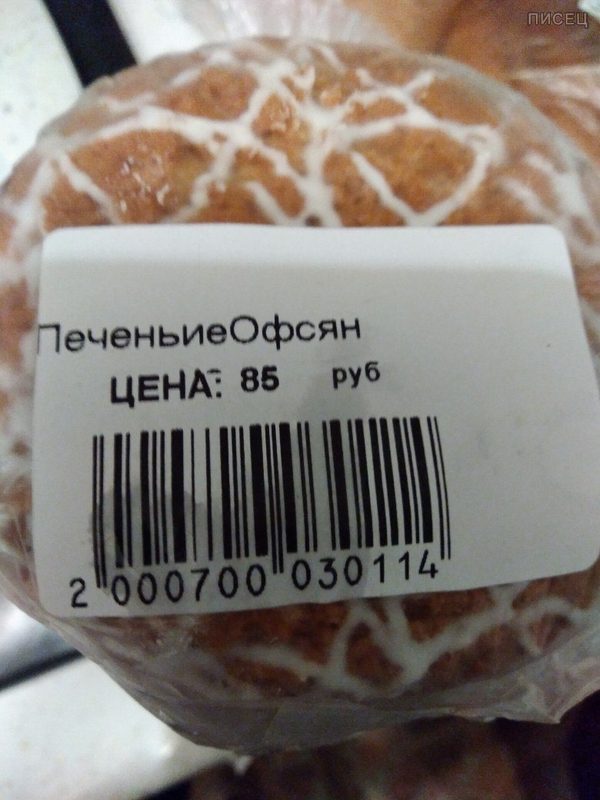 ПИСЕЦ
ПеченьиеОфсян
ЦЕНА: 85 руб
2 000700 030114